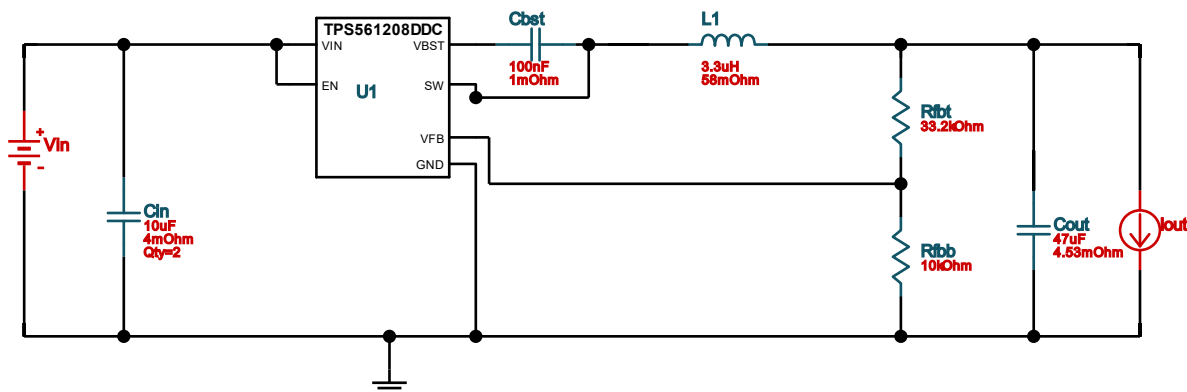 TPS561208DDC
VIN
VBST
EN
SW
U1
VFB
GND
Cbst
100nF
1mOhm
L1
3.3uH
58mOhm
Rfbt
33.2kOhm
+
Vin
-
Cin
10uF
4mOhm
Qty=2
Rfbb
10kOhm
Cout
47uF
4.53mOhm
Iout